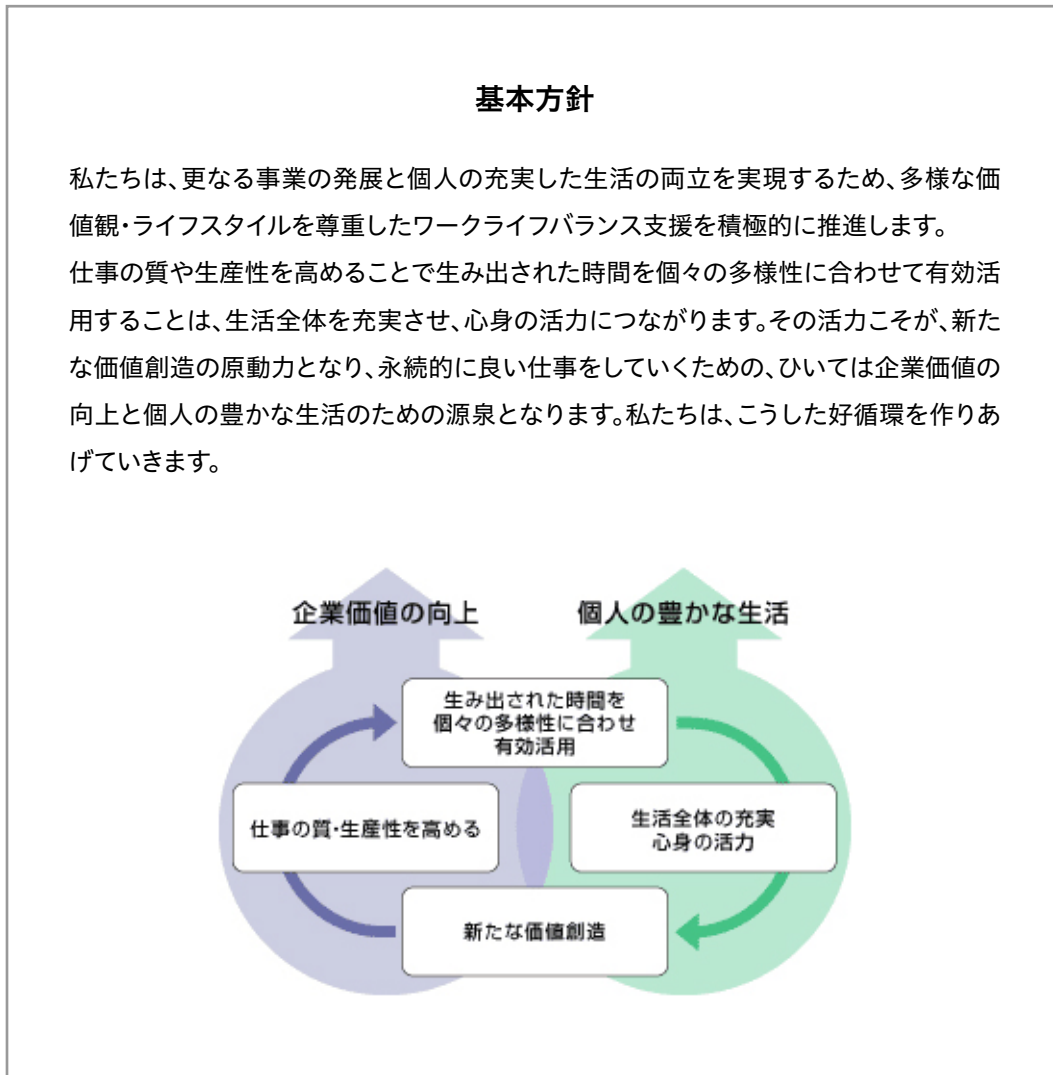 基本方針
私たちは、更なる事業の発展と個人の充実した生活の両立を実現するため、多様な価
値観・ライフスタイルを尊重したワークライフバランス支援を積極的に推進します。
仕事の質や生産性を高めることで生み出された時間を個々の多様性に合わせて有効活
用することは、生活全体を充実させ、心身の活力につながります。その活力こそが、新た
な価値創造の原動力となり、永続的に良い仕事をしていくための、ひいては企業価値の
向上と個人の豊かな生活のための源泉となります。私たちは、こうした好循環を作りあ
げていきます。
企業価値の向上
個人の豊かな生活
生み出された時間を
個々の多様性に合わせ
有効活用
仕事の質・生産性を高める
生活全体の充実
心身の活力
新たな価値創造